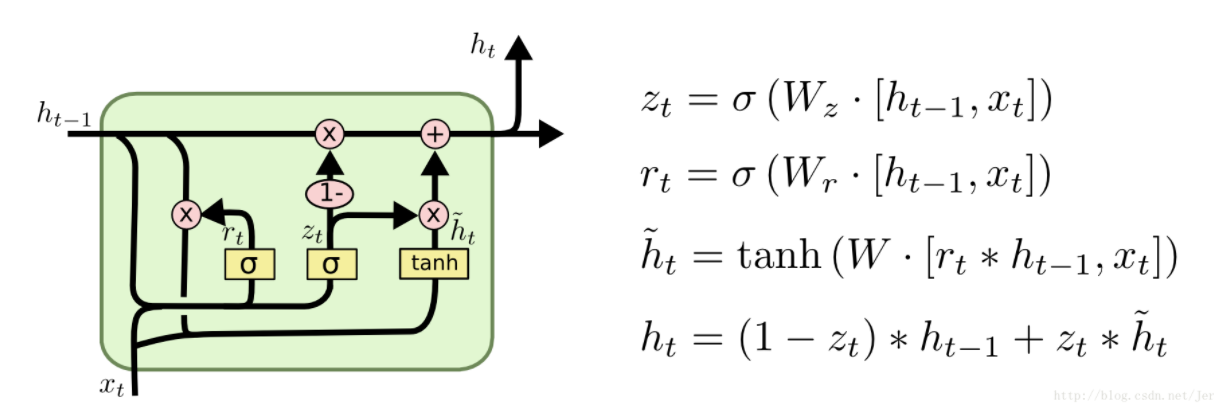 h_t
h_{t-1}
x
+
1-
x
x
r_t
z_t
h̃_t
σ
σ
tanh
x_t
z_t = σ (W_z · [h_{t-1}, x_t])
r_t = σ (W_r · [h_{t-1}, x_t])
h̃_t = tanh (W · [r_t * h_{t-1}, x_t])
h_t = (1 − z_t) * h_{t-1} + z_t * h̃_t
http://blog.csdn.net/Jer